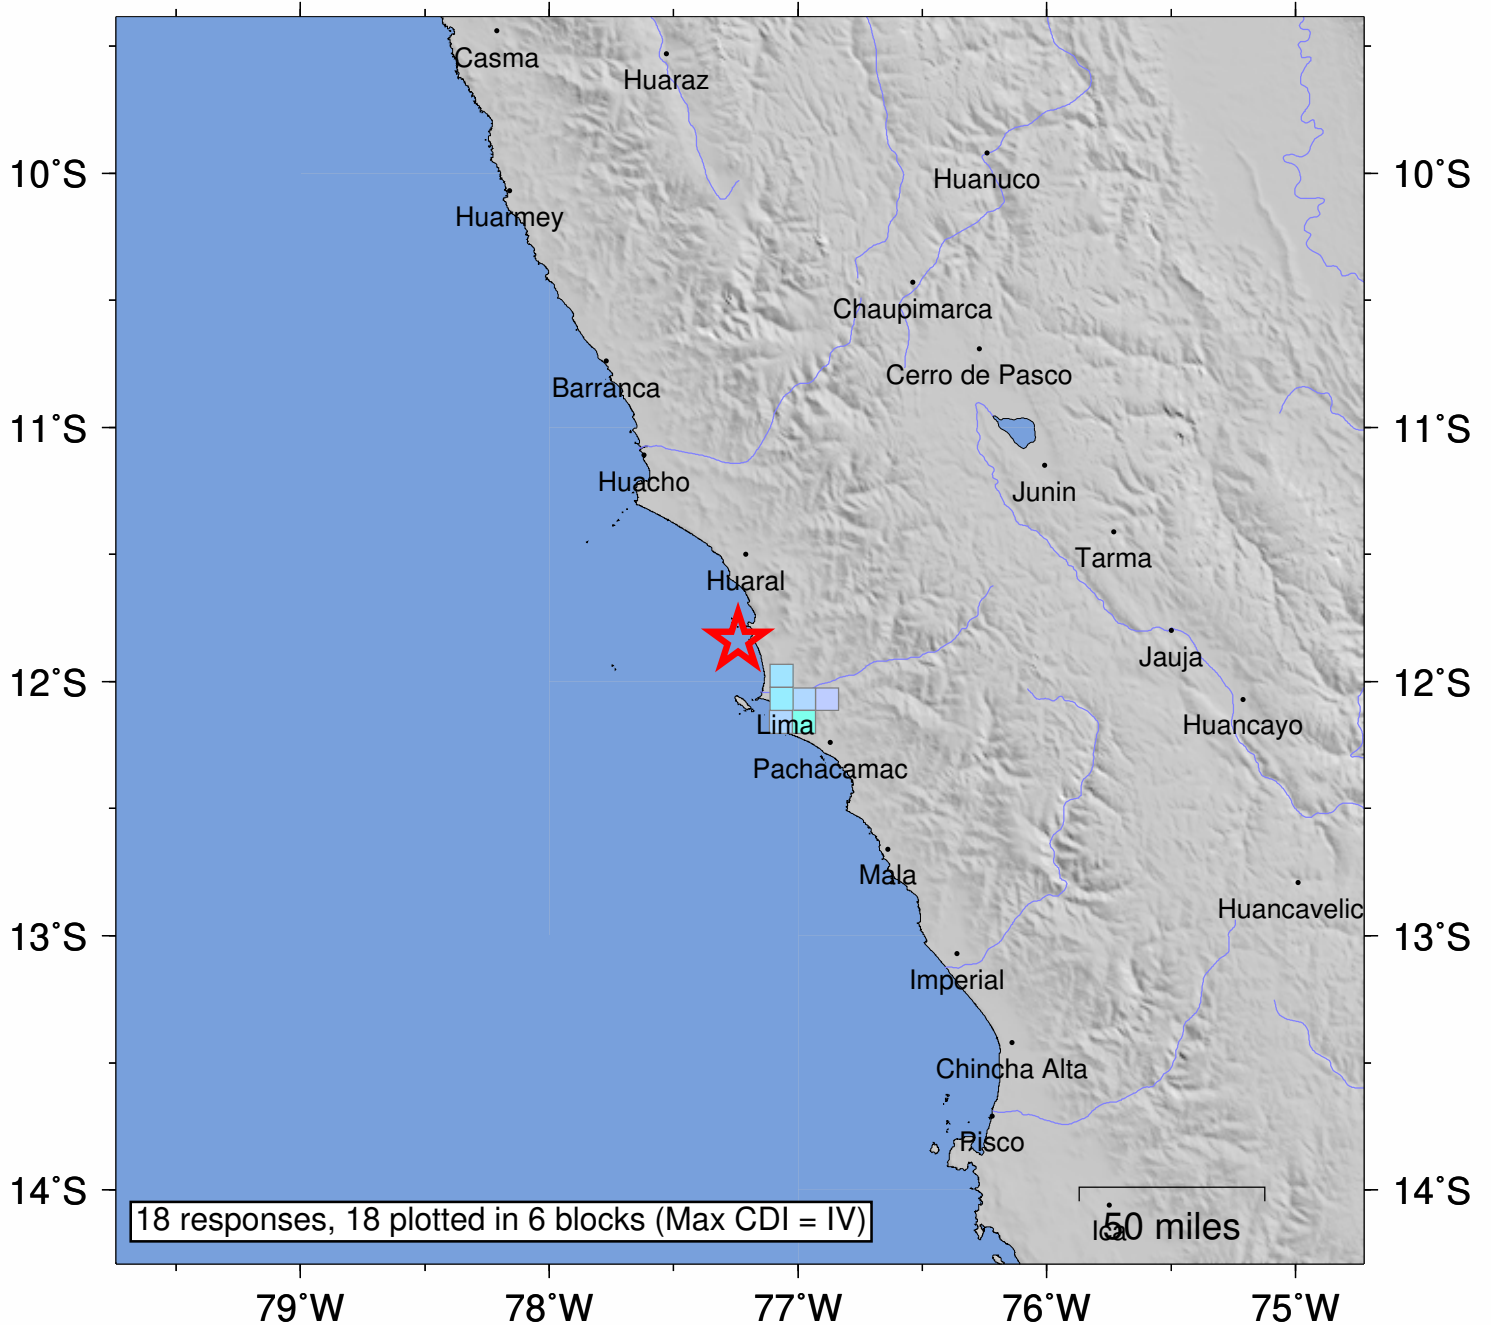 Casma
Huaraz
10°S
10°S
Huanuco
Huarmey
Chaupimarca
Cerro de Pasco
Barranca
11°S
11°S
Huacho
Junin
Tarma
Huaral
Jauja
12°S
12°S
Lima
Huancayo
Pachacamac
Mala
Huancavelic
13°S
13°S
Imperial
Chincha Alta
Pisco
14°S
14°S
18 responses, 18 plotted in 6 blocks (Max CDI = IV)
Ica
50 miles
79°W
78°W
77°W
76°W
75°W